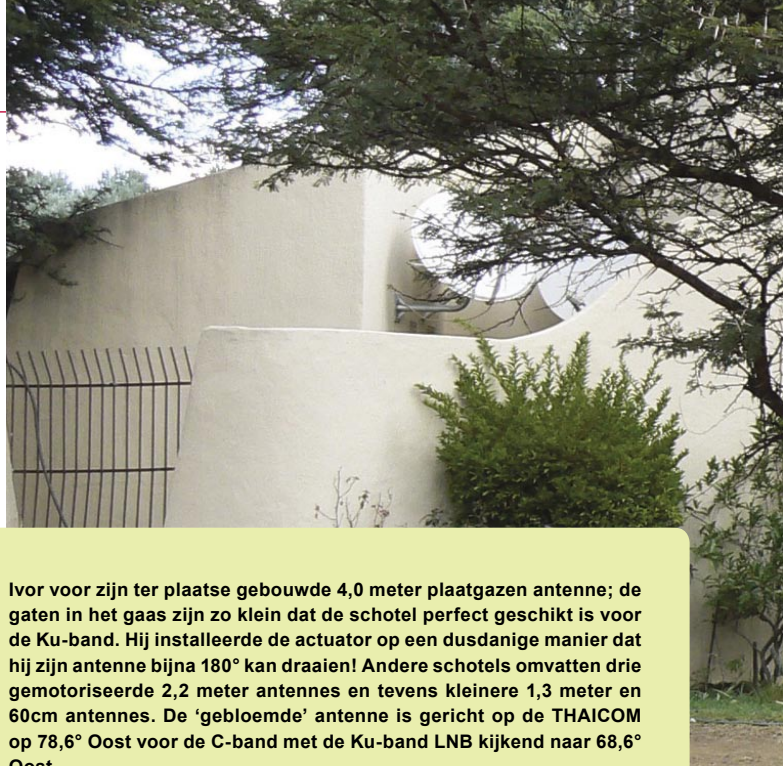 Ivor voor zijn ter plaatse gebouwde 4,0 meter plaatgazen antenne; de
gaten in het gaas zijn zo klein dat de schotel perfect geschikt is voor
de Ku-band. Hij installeerde de actuator op een dusdanige manier dat
hij zijn antenne bijna 180° kan draaien! Andere schotels omvatten drie
gemotoriseerde 2,2 meter antennes en tevens kleinere 1,3 meter en
60cm antennes. De ‘gebloemde’ antenne is gericht op de THAICOM
op 78,6° Oost voor de C-band met de Ku-band LNB kijkend naar 68,6°
Oost